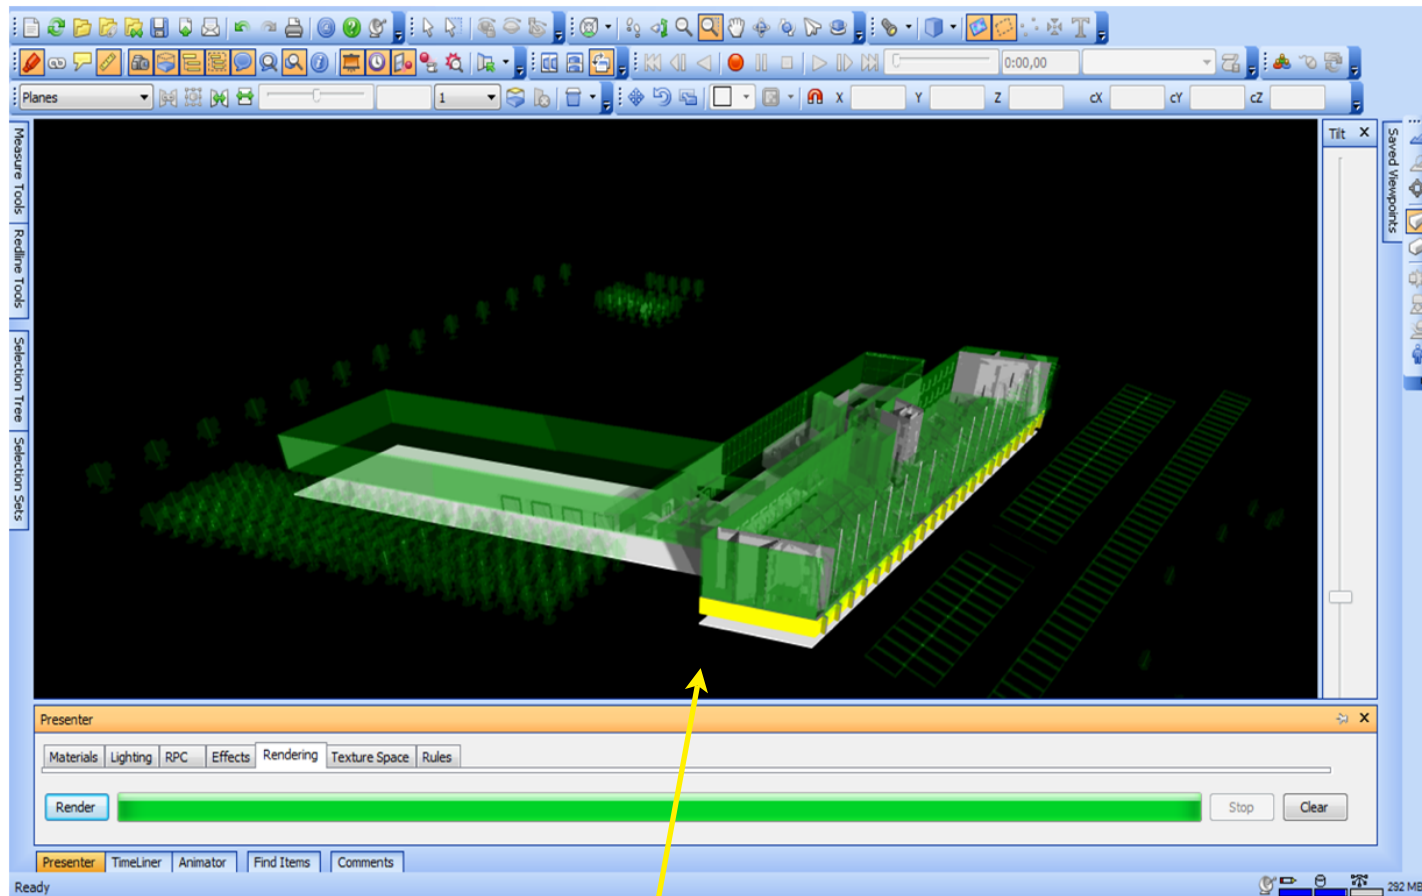 0:00,00
Planes
1
X
Y
Z
cX
cY
cZ
Measure Tools
Redline Tools
Selection Tree
Selection Sets
Tilt
Saved Viewpoints
Presenter
Materials Lighting RPC Effects Rendering Texture Space Rules
Render
Stop
Clear
Presenter TimeLiner Animator Find Items Comments
Ready
292 MB